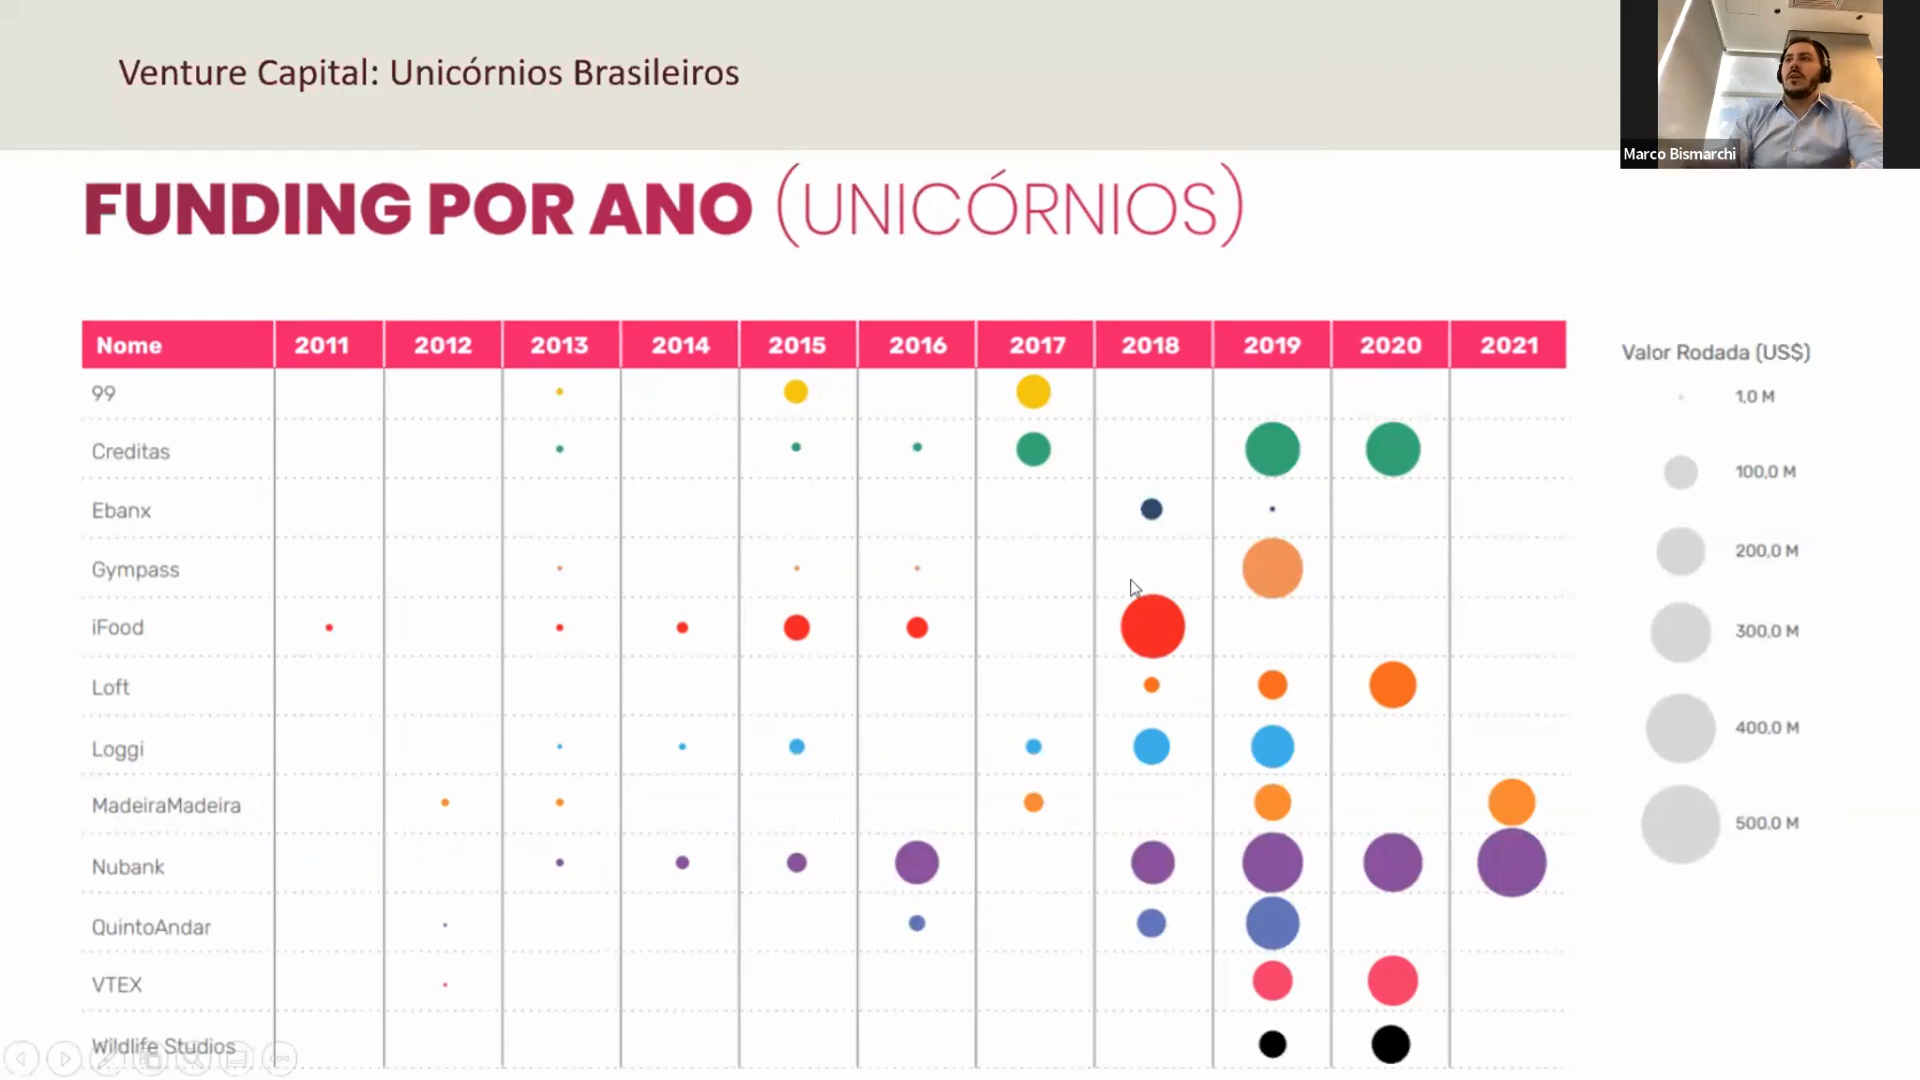 Venture Capital: Unicórnios Brasileiros
Marco Bismarchi
FUNDING POR ANO (UNICÓRNIOS)
Nome 2011 2012 2013 2014 2015 2016 2017 2018 2019 2020 2021
99
Creditas
Ebanx
Gympass
iFood
Loft
Loggi
MadeiraMadeira
Nubank
QuintoAndar
VTEX
Wildlife Studios
Valor Rodada (US$)
1.0 M
100,0 M
200,0 M
300,0 M
400,0 M
500.0 M